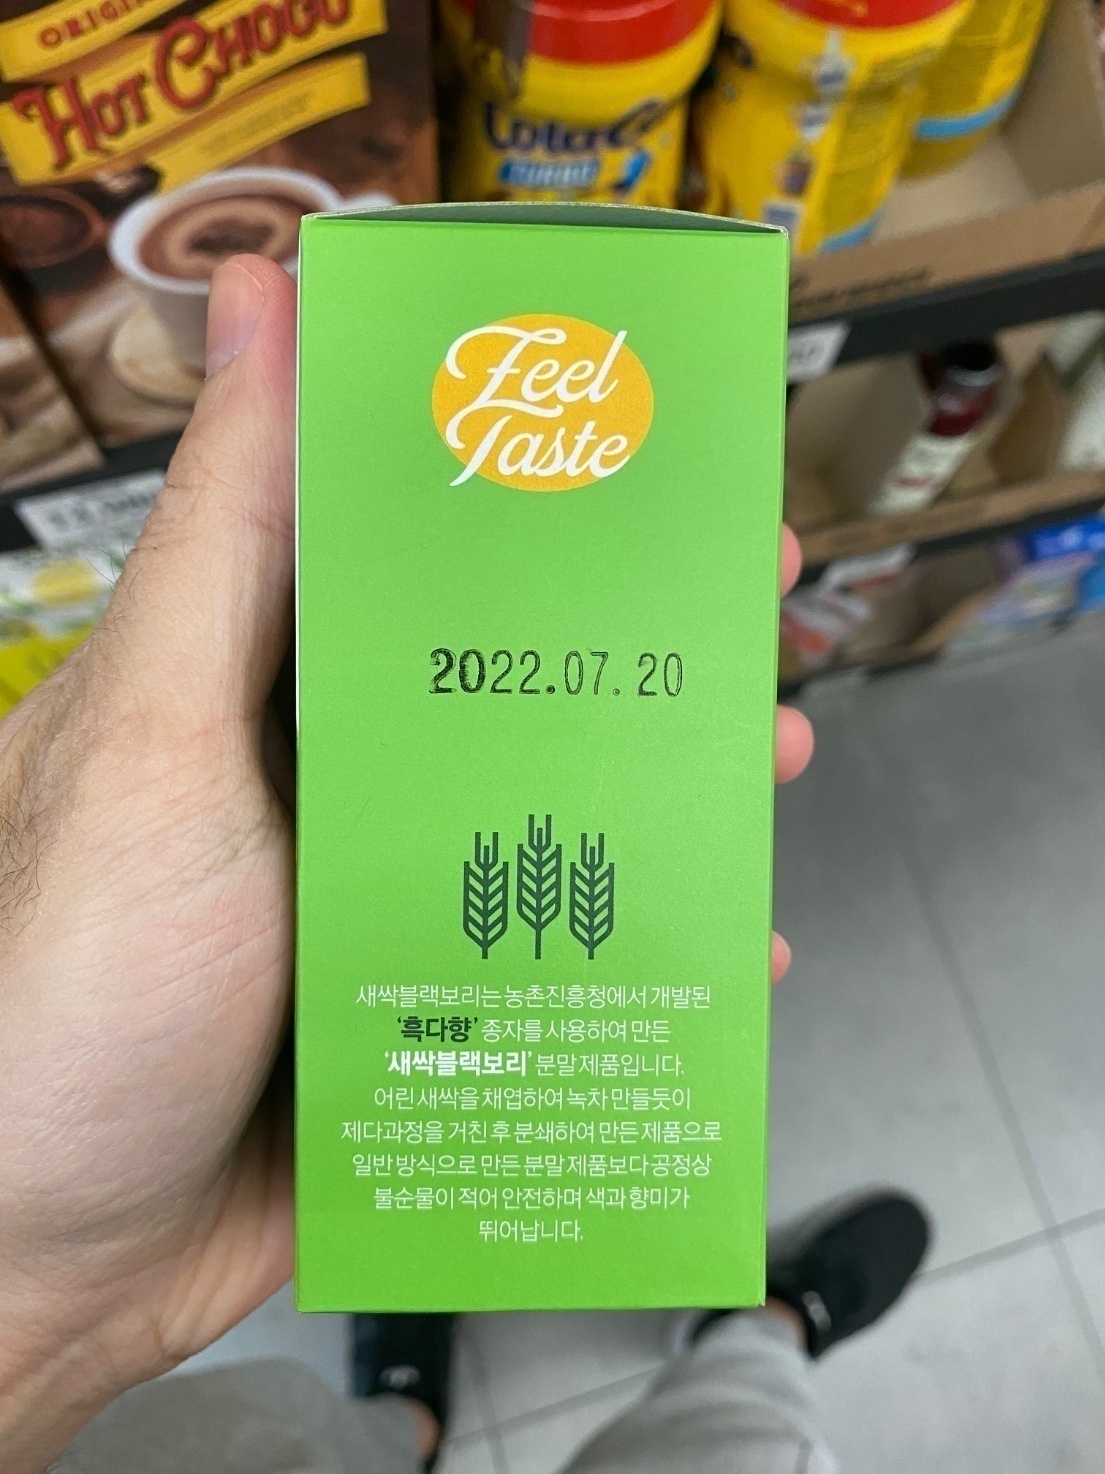 ORIGINAL
HOT CHOCO
ColaCao
TURBO
Feel
Taste
2022.07.20
새싹블랙보리는 농촌진흥청에서 개발된
'흑다향' 종자를 사용하여 만든
'새싹블랙보리' 분말 제품입니다.
어린 새싹을 채엽하여 녹차 만들듯이
제다과정을 거친 후 분쇄하여 만든 제품으로
일반 방식으로 만든 분말 제품보다 공정상
불순물이 적어 안전하며 색과 향미가
뛰어납니다.